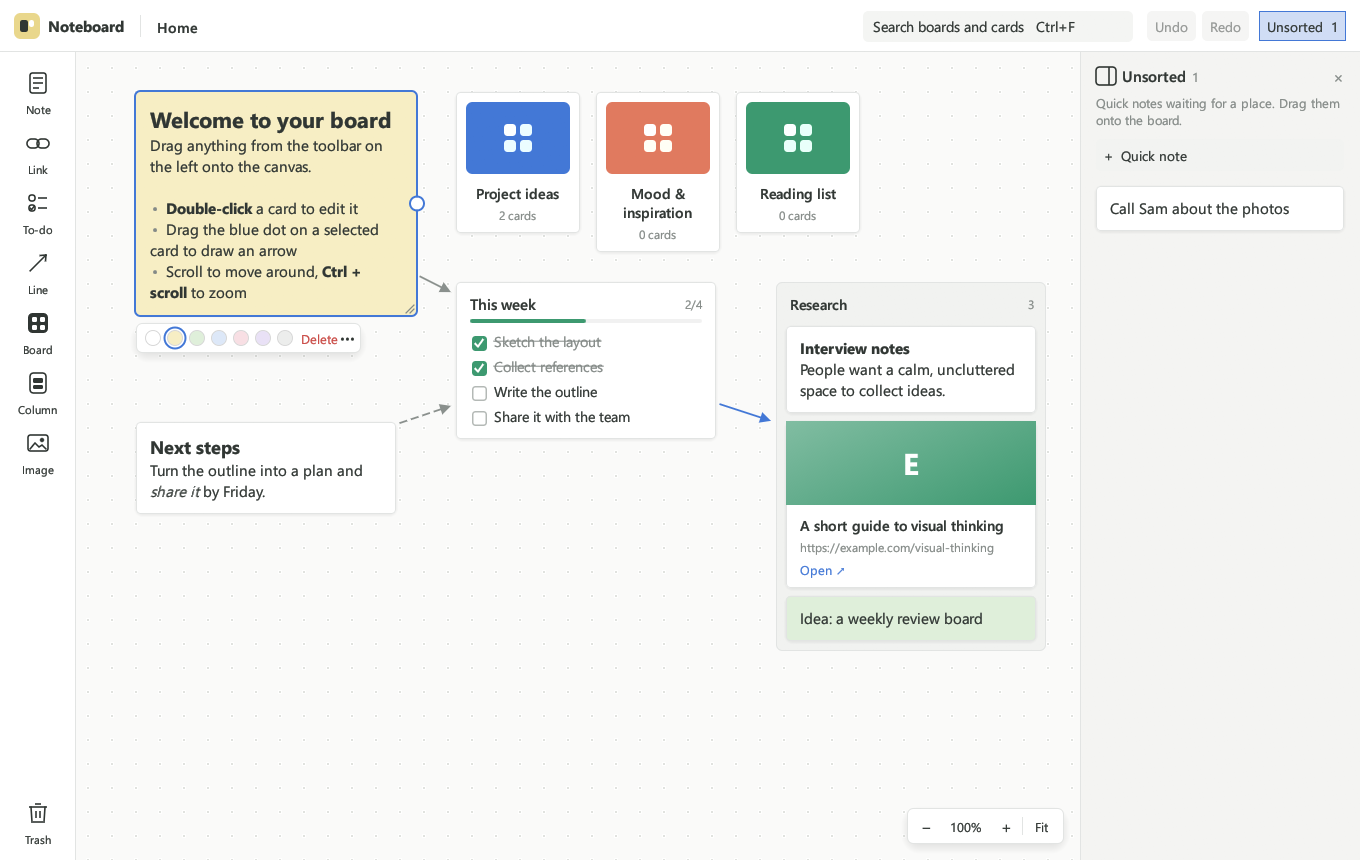 Noteboard
Home
Search boards and cards Ctrl+F
Undo
Redo
Unsorted 1
Note
Link
To-do
Line
Board
Column
Image
Trash
Welcome to your board
Drag anything from the toolbar on
the left onto the canvas.
• Double-click a card to edit it
• Drag the blue dot on a selected
card to draw an arrow
• Scroll to move around, Ctrl +
scroll to zoom
Delete •••
Next steps
Turn the outline into a plan and
share it by Friday.
Project ideas
2 cards
Mood &
inspiration
0 cards
Reading list
0 cards
This week 2/4
Sketch the layout
Collect references
Write the outline
Share it with the team
Research 3
Interview notes
People want a calm, uncluttered
space to collect ideas.
E
A short guide to visual thinking
https://example.com/visual-thinking
Open ↗
Idea: a weekly review board
− 100% + Fit
Unsorted 1 ×
Quick notes waiting for a place. Drag them
onto the board.
+ Quick note
Call Sam about the photos